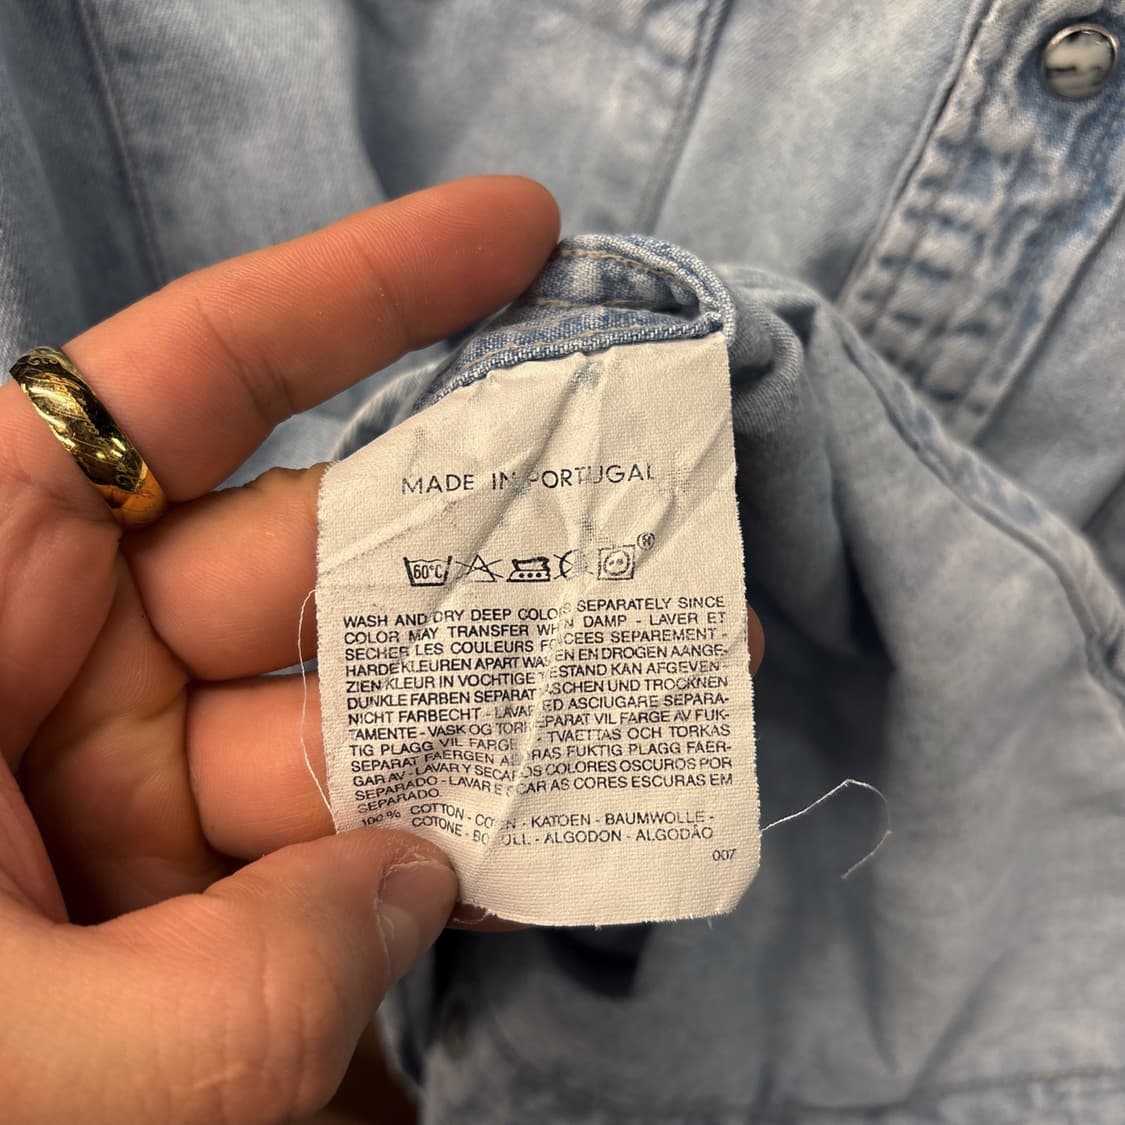 MADE IN PORTUGAL
60°C ®
WASH AND DRY DEEP COLORS SEPARATELY SINCE
COLOR MAY TRANSFER WHEN DAMP - LAVER ET
SECHER LES COULEURS FONCEES SEPAREMENT -
HARDE KLEUREN APART WASSEN EN DROGEN AANGE-
ZIEN KLEUR IN VOCHTIGE TESTAND KAN AFGEVEN -
DUNKLE FARBEN SEPARAT WASCHEN UND TROCKNEN
NICHT FARBECHT - LAVARE ED ASCIUGARE SEPARA-
TAMENTE - VASK OG TORR SEPARAT VIL FARGE AV FUK-
TIG PLAGG VIL FARGE - TVAETTAS OCH TORKAS
SEPARAT FAERGEN RAS FUKTIG PLAGG FAER-
GAR AV - LAVAR Y SECAR LOS COLORES OSCUROS POR
SEPARADO - LAVAR E SECAR AS CORES ESCURAS EM
SEPARADO
100% COTTON - COTON - KATOEN - BAUMWOLLE -
COTONE - BOMULL - ALGODON - ALGODÃO
007